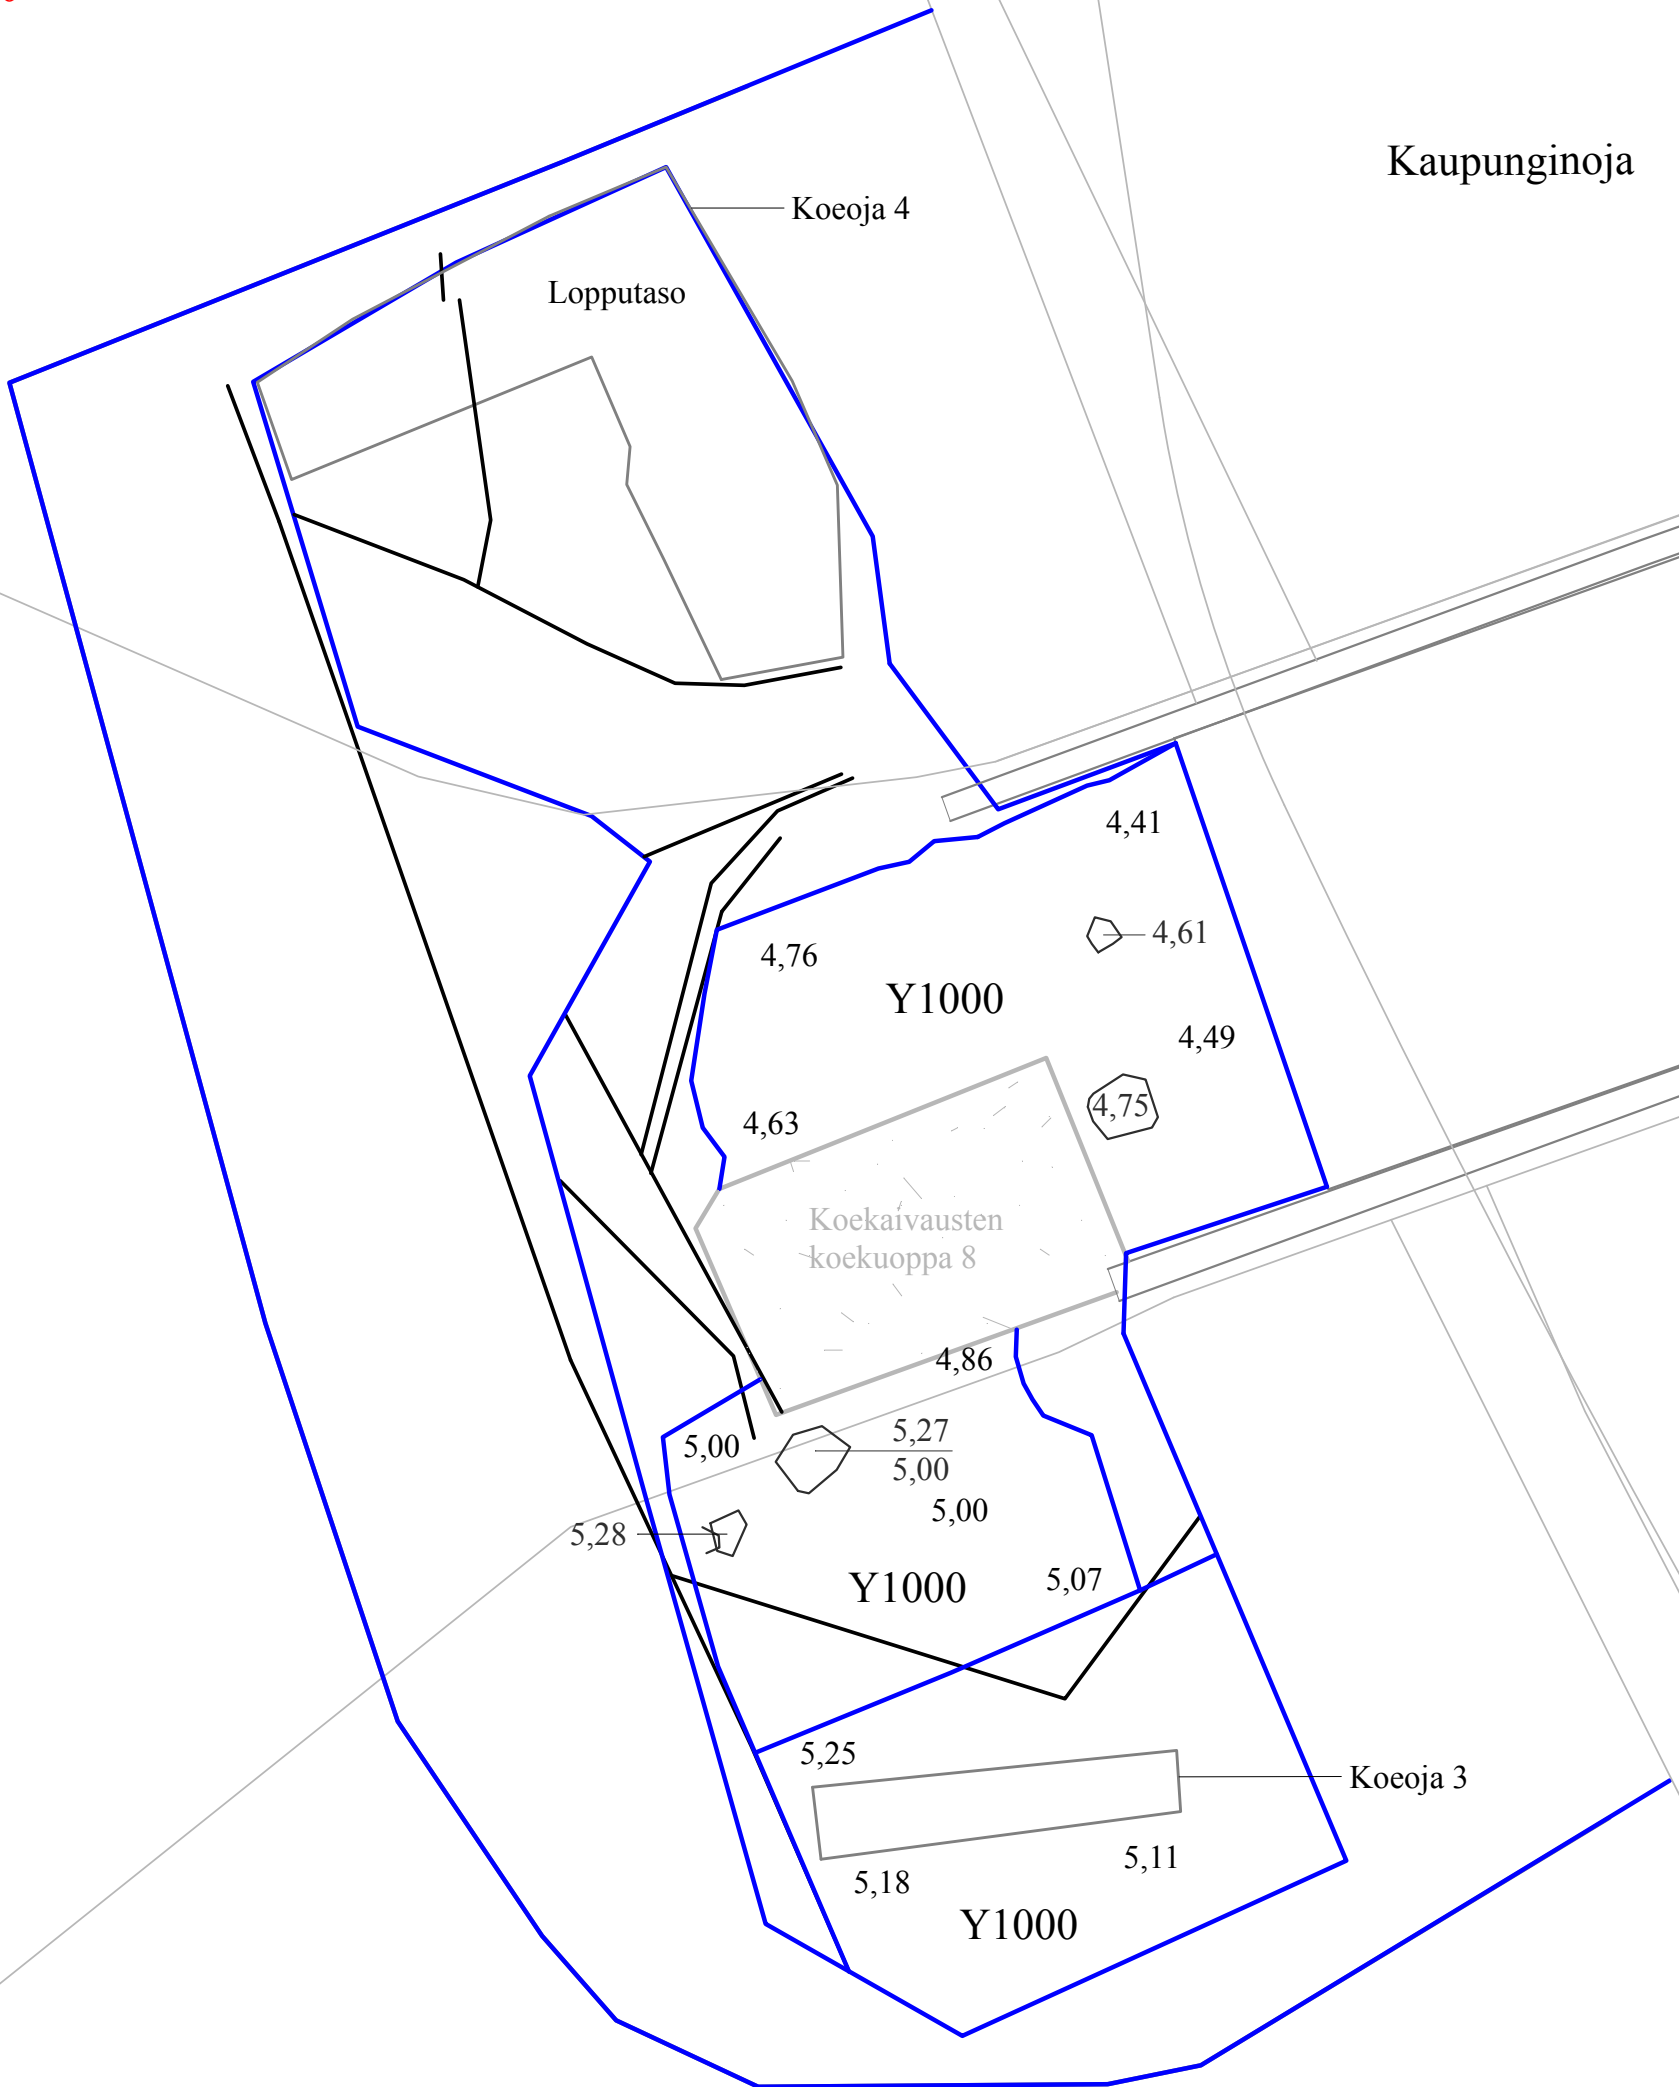 Kaupunginoja
Koeoja 4
Lopputaso
4,41
4,61
4,76
Y1000
4,49
4,75
4,63
Koekaivausten
koekuoppa 8
4,86
5,27
5,00
5,00
5,00
5,28
5,07
Y1000
5,25
Koeoja 3
5,11
5,18
Y1000